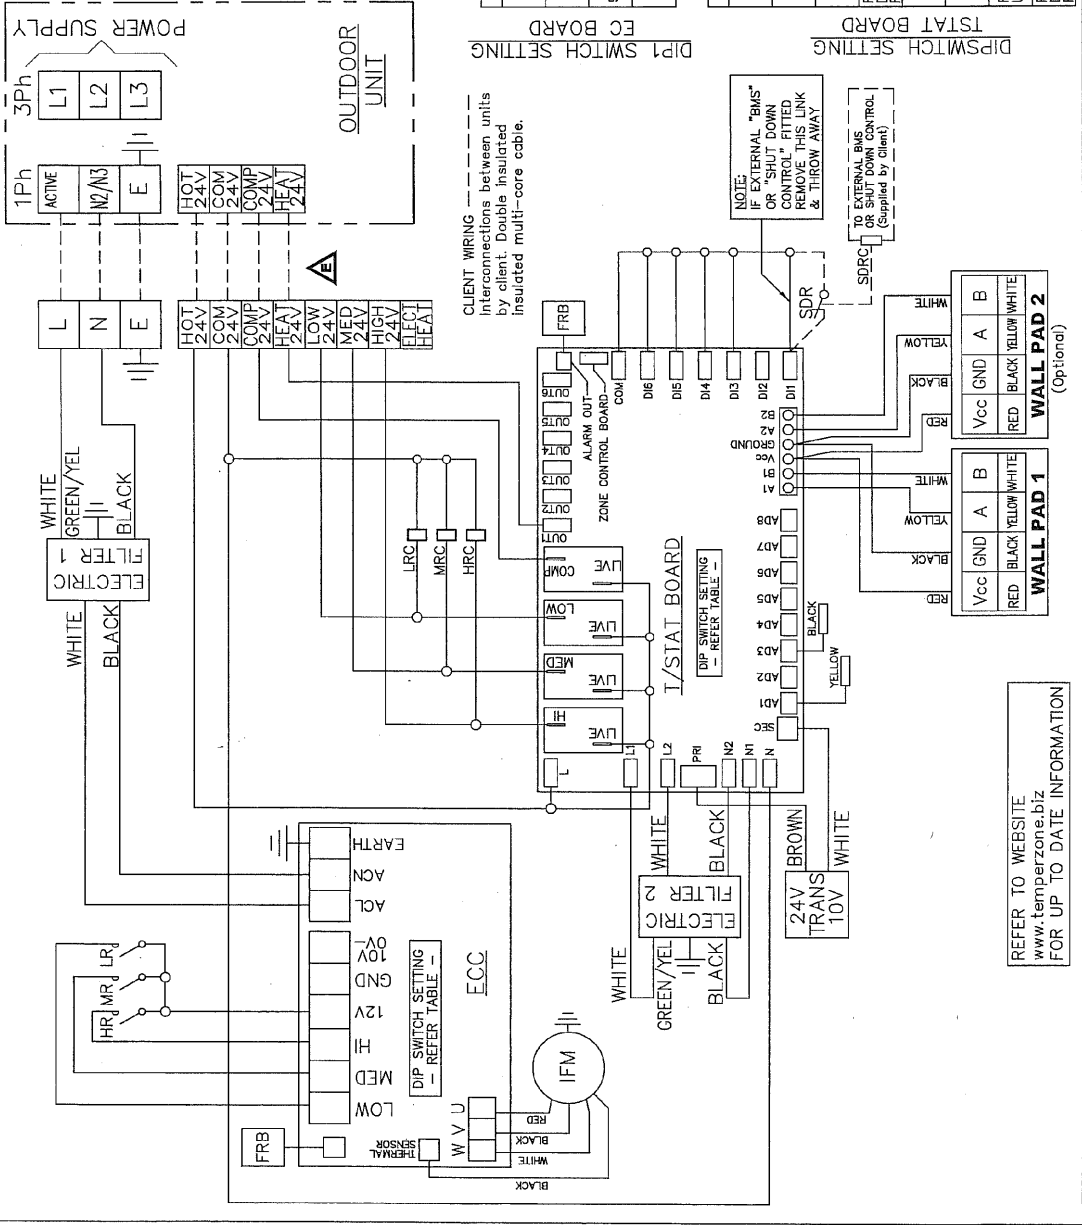 POWER SUPPLY
3Ph
L1
L2
L3
OUTDOOR
UNIT
1Ph
ACTIVE
N2/N3
E
HOT
24V
COM
24V
COMP
24V
HEAT
24V
EC BOARD
DIP1 SWITCH SETTING
TSTAT BOARD
DIPSWITCH SETTING
CLIENT WIRING
Interconnections between units
by client. Double insulated
insulated multi-core cable.
NOTE:
IF EXTERNAL "BMS"
OR "SHUT DOWN
CONTROL" FITTED
REMOVE THIS LINK
& THROW AWAY
TO EXTERNAL BMS
OR SHUT DOWN CONTROL
(Supplied by Client)
SDRC
SDR
E
L
N
E
HOT
24V
COM
24V
COMP
24V
HEAT
24V
LOW
24V
MED
24V
HIGH
24V
ELECT
HEAT
WHITE
GREEN/YEL
BLACK
ELECTRIC
FILTER 1
WHITE
BLACK
LRC
MRC
HRC
FRB
OUT6
OUT5
OUT4
OUT3
OUT2
OUT1
ALARM OUT
ZONE CONTROL BOARD
COM
DI6
DI5
DI4
DI3
DI2
DI1
COMP
LIVE
LOW
LIVE
MED
LIVE
HI
LIVE
T/STAT BOARD
DIP SWITCH SETTING
- REFER TABLE -
B2
A2
GROUND
Vcc
B1
A1
AD8
AD7
AD6
AD5
AD4
AD3
AD2
AD1
SEC
BLACK
YELLOW
L
L1
L2
PRI
N2
N1
N
WHITE
YELLOW
BLACK
RED
Vcc GND A B
RED BLACK YELLOW WHITE
WALL PAD 2
(Optional)
WHITE
YELLOW
BLACK
RED
Vcc GND A B
RED BLACK YELLOW WHITE
WALL PAD 1
EARTH
ACN
ACL
0V-
10V
GND
12V
HI
MED
LOW
LR
MR
HR
DIP SWITCH SETTING
- REFER TABLE -
ECC
FRB
THERMAL
SENSOR
W V U
RED
BLACK
WHITE
BLACK
IFM
WHITE
BLACK
ELECTRIC
FILTER 2
WHITE
GREEN/YEL
BLACK
BROWN
WHITE
24V
TRANS
10V
REFER TO WEBSITE
www.temperzone.biz
FOR UP TO DATE INFORMATION